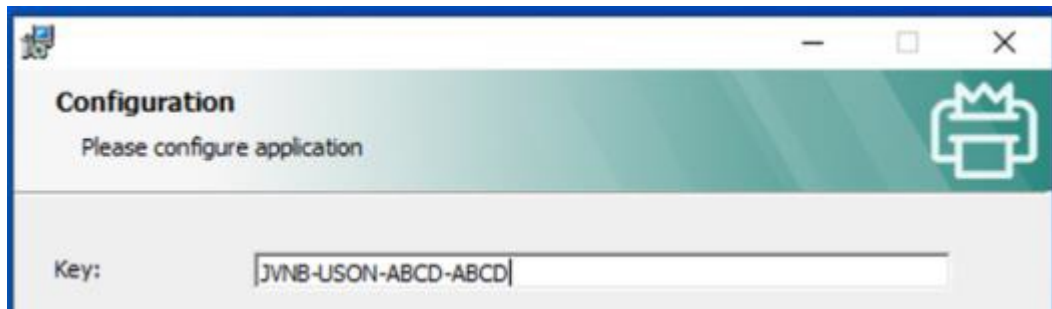 Configuration
Please configure application
Key: JVNB-USON-ABCD-ABCD